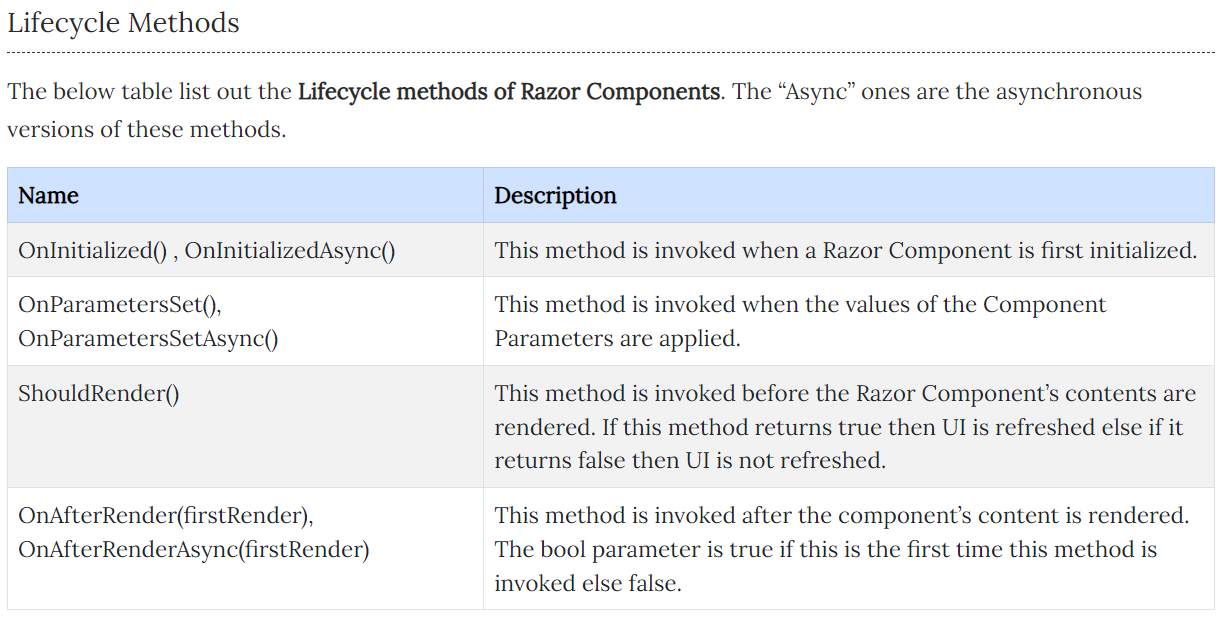 Lifecycle Methods
The below table list out the Lifecycle methods of Razor Components. The “Async” ones are the asynchronous
versions of these methods.
Name
Description
OnInitialized() , OnInitializedAsync()
This method is invoked when a Razor Component is first initialized.
OnParametersSet(),
OnParametersSetAsync()
This method is invoked when the values of the Component
Parameters are applied.
ShouldRender()
This method is invoked before the Razor Component’s contents are
rendered. If this method returns true then UI is refreshed else if it
returns false then UI is not refreshed.
OnAfterRender(firstRender),
OnAfterRenderAsync(firstRender)
This method is invoked after the component’s content is rendered.
The bool parameter is true if this is the first time this method is
invoked else false.